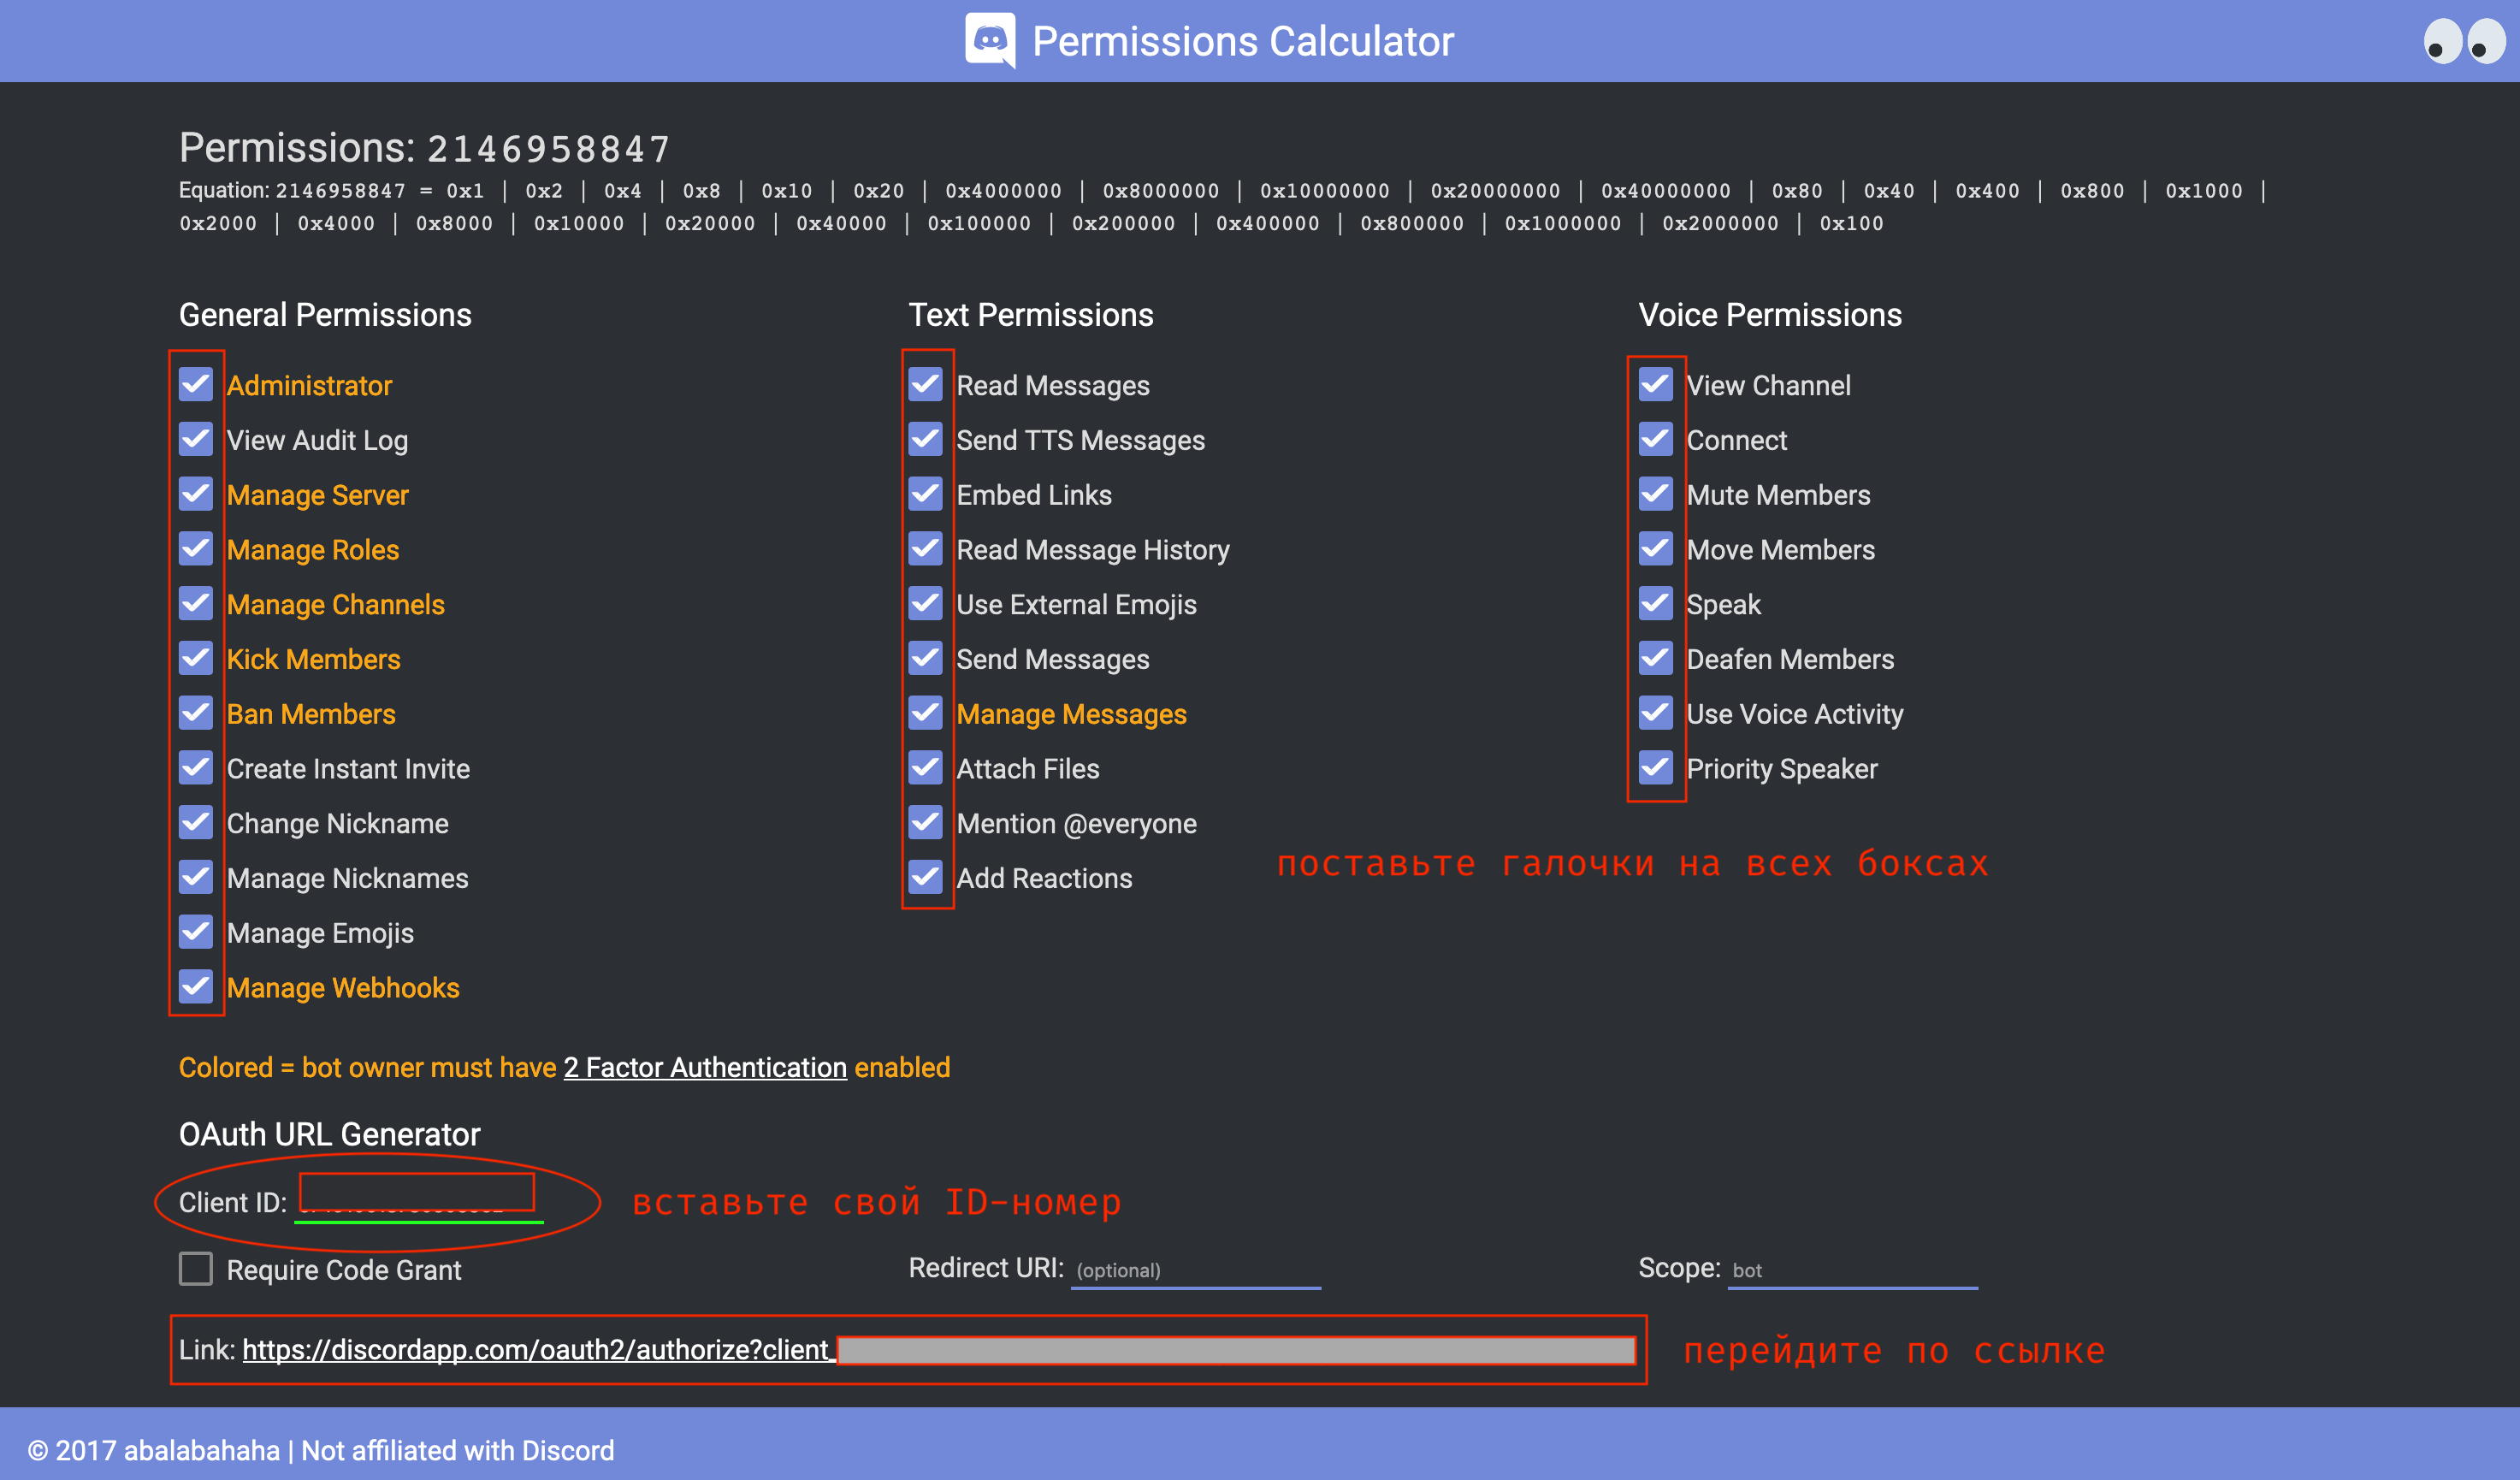 Permissions Calculator
Permissions: 2146958847
Equation: 2146958847 = 0x1 | 0x2 | 0x4 | 0x8 | 0x10 | 0x20 | 0x4000000 | 0x8000000 | 0x10000000 | 0x20000000 | 0x40000000 | 0x80 | 0x40 | 0x400 | 0x800 | 0x1000 |
0x2000 | 0x4000 | 0x8000 | 0x10000 | 0x20000 | 0x40000 | 0x100000 | 0x200000 | 0x400000 | 0x800000 | 0x1000000 | 0x2000000 | 0x100
General Permissions
Administrator
View Audit Log
Manage Server
Manage Roles
Manage Channels
Kick Members
Ban Members
Create Instant Invite
Change Nickname
Manage Nicknames
Manage Emojis
Manage Webhooks
Text Permissions
Read Messages
Send TTS Messages
Embed Links
Read Message History
Use External Emojis
Send Messages
Manage Messages
Attach Files
Mention @everyone
Add Reactions
Voice Permissions
View Channel
Connect
Mute Members
Move Members
Speak
Deafen Members
Use Voice Activity
Priority Speaker
поставьте галочки на всех боксах
Colored = bot owner must have 2 Factor Authentication enabled
OAuth URL Generator
Client ID:
вставьте свой ID-номер
Require Code Grant
Redirect URI: (optional)
Scope: bot
Link: https://discordapp.com/oauth2/authorize?client_
перейдите по ссылке
© 2017 abalabahaha | Not affiliated with Discord